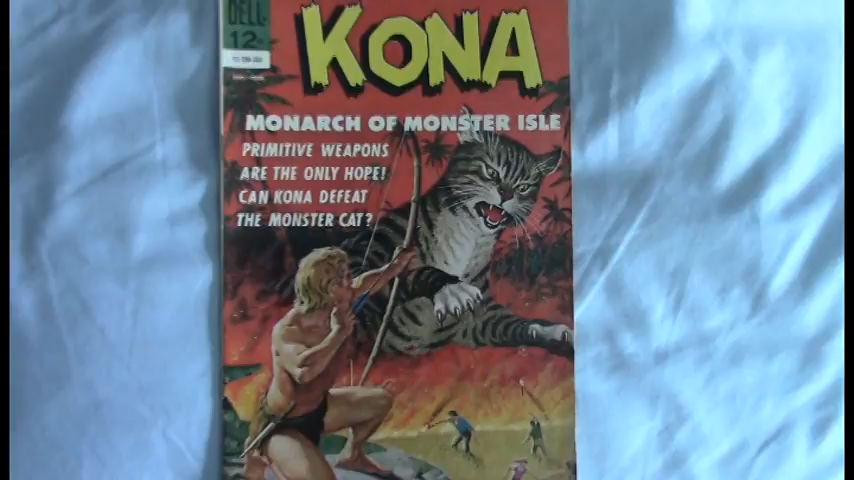 DELL
12¢
KONA
MONARCH OF MONSTER ISLE
PRIMITIVE WEAPONS
ARE THE ONLY HOPE!
CAN KONA DEFEAT
THE MONSTER CAT?